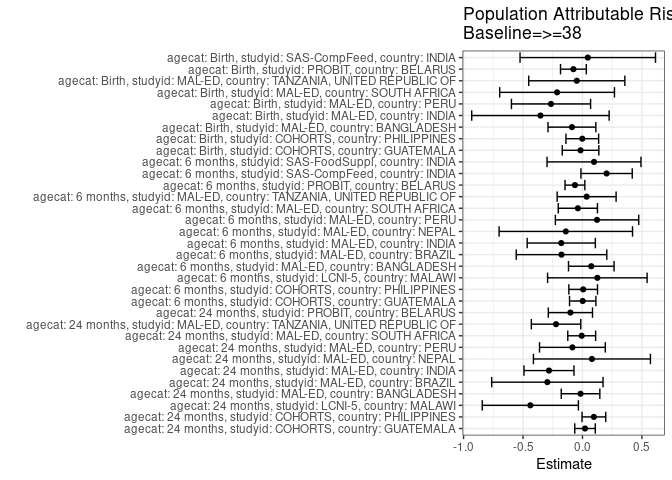 Population Attributable Ris
Baseline=>=38
agecat: Birth, studyid: SAS-CompFeed, country: INDIA
agecat: Birth, studyid: PROBIT, country: BELARUS
agecat: Birth, studyid: MAL-ED, country: TANZANIA, UNITED REPUBLIC OF
agecat: Birth, studyid: MAL-ED, country: SOUTH AFRICA
agecat: Birth, studyid: MAL-ED, country: PERU
agecat: Birth, studyid: MAL-ED, country: INDIA
agecat: Birth, studyid: MAL-ED, country: BANGLADESH
agecat: Birth, studyid: COHORTS, country: PHILIPPINES
agecat: Birth, studyid: COHORTS, country: GUATEMALA
agecat: 6 months, studyid: SAS-FoodSuppl, country: INDIA
agecat: 6 months, studyid: SAS-CompFeed, country: INDIA
agecat: 6 months, studyid: PROBIT, country: BELARUS
agecat: 6 months, studyid: MAL-ED, country: TANZANIA, UNITED REPUBLIC OF
agecat: 6 months, studyid: MAL-ED, country: SOUTH AFRICA
agecat: 6 months, studyid: MAL-ED, country: PERU
agecat: 6 months, studyid: MAL-ED, country: NEPAL
agecat: 6 months, studyid: MAL-ED, country: INDIA
agecat: 6 months, studyid: MAL-ED, country: BRAZIL
agecat: 6 months, studyid: MAL-ED, country: BANGLADESH
agecat: 6 months, studyid: LCNI-5, country: MALAWI
agecat: 6 months, studyid: COHORTS, country: PHILIPPINES
agecat: 6 months, studyid: COHORTS, country: GUATEMALA
agecat: 24 months, studyid: PROBIT, country: BELARUS
agecat: 24 months, studyid: MAL-ED, country: TANZANIA, UNITED REPUBLIC OF
agecat: 24 months, studyid: MAL-ED, country: SOUTH AFRICA
agecat: 24 months, studyid: MAL-ED, country: PERU
agecat: 24 months, studyid: MAL-ED, country: NEPAL
agecat: 24 months, studyid: MAL-ED, country: INDIA
agecat: 24 months, studyid: MAL-ED, country: BRAZIL
agecat: 24 months, studyid: MAL-ED, country: BANGLADESH
agecat: 24 months, studyid: LCNI-5, country: MALAWI
agecat: 24 months, studyid: COHORTS, country: PHILIPPINES
agecat: 24 months, studyid: COHORTS, country: GUATEMALA
-1.0 -0.5 0.0 0.5
Estimate